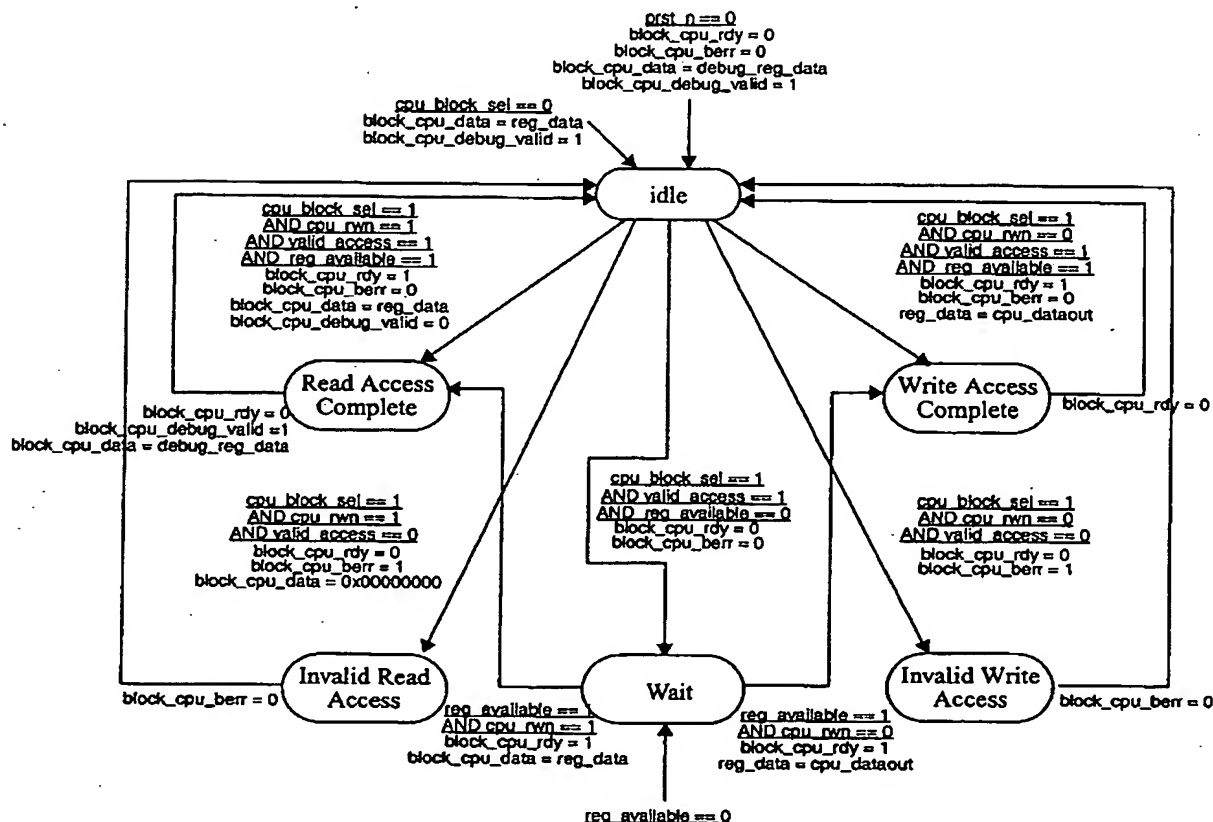 prst_n == 0
block_cpu_rdy = 0
block_cpu_berr = 0
block_cpu_data = debug_reg_data
block_cpu_debug_valid = 1
cpu_block_sel == 0
block_cpu_data = reg_data
block_cpu_debug_valid = 1
idle
cpu_block_sel == 1
AND cpu_rwn == 1
AND valid_access == 1
AND reg_available == 1
block_cpu_rdy = 1
block_cpu_berr = 0
block_cpu_data = reg_data
block_cpu_debug_valid = 0
cpu_block_sel == 1
AND cpu_rwn == 0
AND valid_access == 1
AND reg_available == 1
block_cpu_rdy = 1
block_cpu_berr = 0
reg_data = cpu_dataout
Read Access
Complete
Write Access
Complete
block_cpu_rdy = 0
block_cpu_debug_valid =1
block_cpu_data = debug_reg_data
block_cpu_rdy = 0
cpu_block_sel == 1
AND valid_access == 1
AND reg_available == 0
block_cpu_rdy = 0
block_cpu_berr = 0
cpu_block_sel == 1
AND cpu_rwn == 1
AND valid_access == 0
block_cpu_rdy = 0
block_cpu_berr = 1
block_cpu_data = 0x00000000
cpu_block_sel == 1
AND cpu_rwn == 0
AND valid_access == 0
block_cpu_rdy = 0
block_cpu_berr = 1
Invalid Read
Access
Wait
Invalid Write
Access
block_cpu_berr = 0
block_cpu_berr = 0
reg_available == 1
AND cpu_rwn == 1
block_cpu_rdy = 1
block_cpu_data = reg_data
reg_available == 1
AND cpu_rwn == 0
block_cpu_rdy = 1
reg_data = cpu_dataout
reg_available == 0